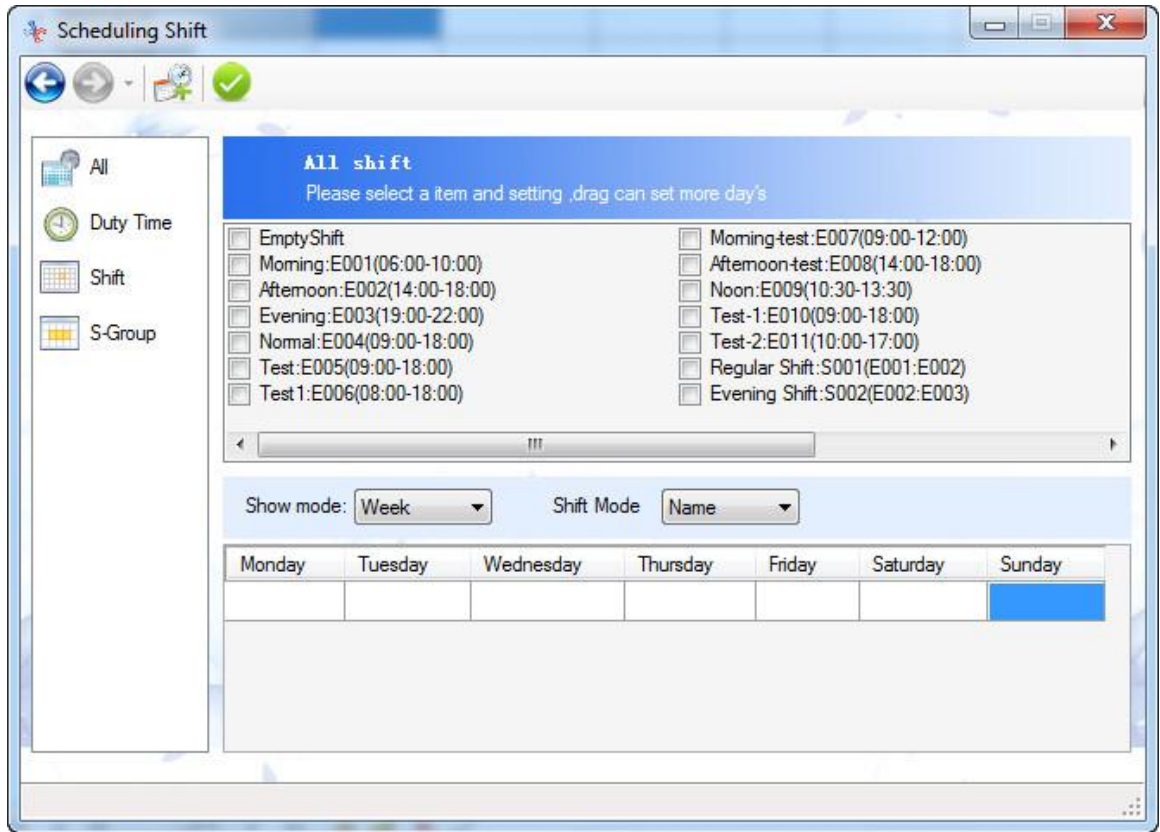 Scheduling Shift
All
Duty Time
Shift
S-Group
All shift
Please select a item and setting ,drag can set more day's
EmptyShift
Morning:E001(06:00-10:00)
Afternoon:E002(14:00-18:00)
Evening:E003(19:00-22:00)
Normal:E004(09:00-18:00)
Test:E005(09:00-18:00)
Test1:E006(08:00-18:00)
Morning-test:E007(09:00-12:00)
Afternoon-test:E008(14:00-18:00)
Noon:E009(10:30-13:30)
Test-1:E010(09:00-18:00)
Test-2:E011(10:00-17:00)
Regular Shift:S001(E001:E002)
Evening Shift:S002(E002:E003)
Show mode: Week Shift Mode Name
Monday Tuesday Wednesday Thursday Friday Saturday Sunday